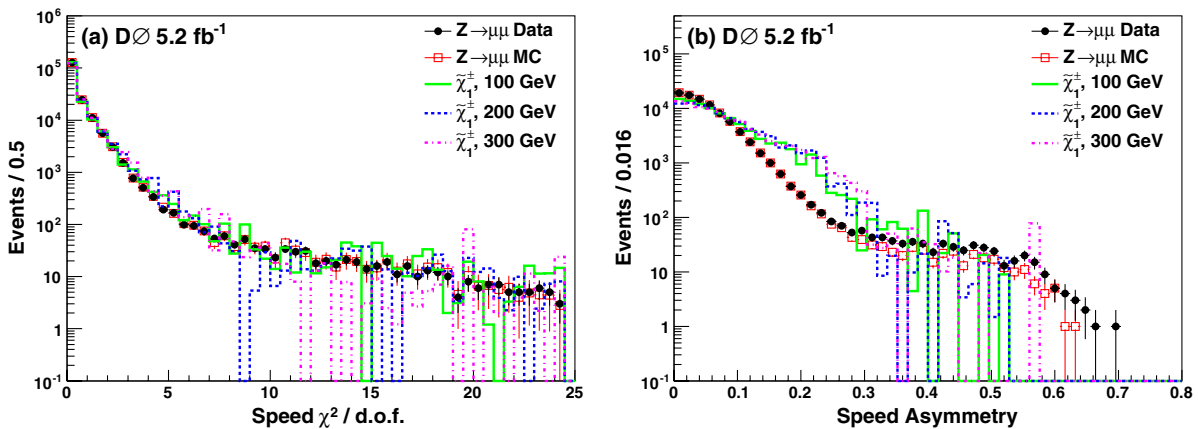 (a) DØ 5.2 fb⁻¹
Z→μμ Data
Z→μμ MC
χ̃₁±, 100 GeV
χ̃₁±, 200 GeV
χ̃₁±, 300 GeV
Events / 0.5
10⁶
10⁵
10⁴
10³
10²
10
1
10⁻¹
0 5 10 15 20 25
Speed χ² / d.o.f.
(b) DØ 5.2 fb⁻¹
Z→μμ Data
Z→μμ MC
χ̃₁±, 100 GeV
χ̃₁±, 200 GeV
χ̃₁±, 300 GeV
Events / 0.016
10⁵
10⁴
10³
10²
10
1
10⁻¹
0 0.1 0.2 0.3 0.4 0.5 0.6 0.7 0.8
Speed Asymmetry